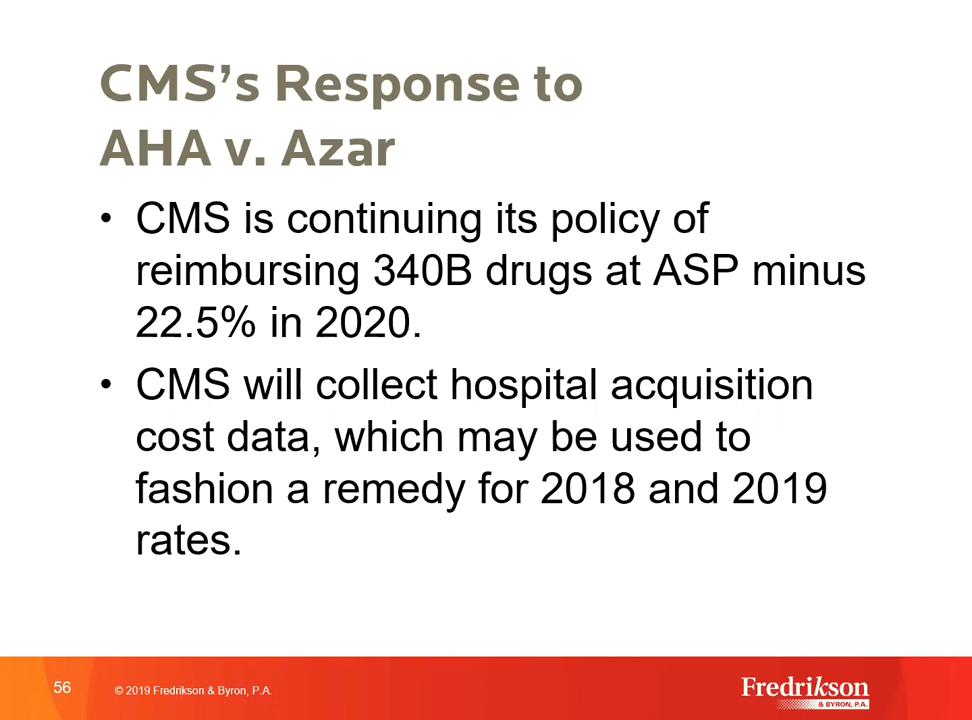 CMS’s Response to
AHA v. Azar
• CMS is continuing its policy of
reimbursing 340B drugs at ASP minus
22.5% in 2020.
• CMS will collect hospital acquisition
cost data, which may be used to
fashion a remedy for 2018 and 2019
rates.
56
© 2019 Fredrikson & Byron, P.A.
Fredrikson
& BYRON, P.A.